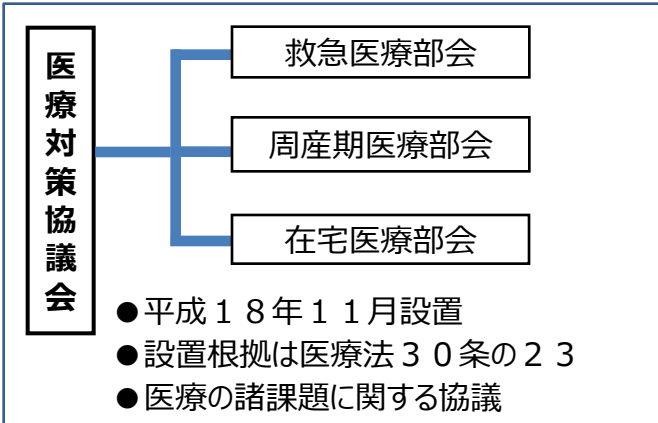 医療対策協議会
救急医療部会
周産期医療部会
在宅医療部会
●平成１８年１１月設置
●設置根拠は医療法３０条の２３
●医療の諸課題に関する協議